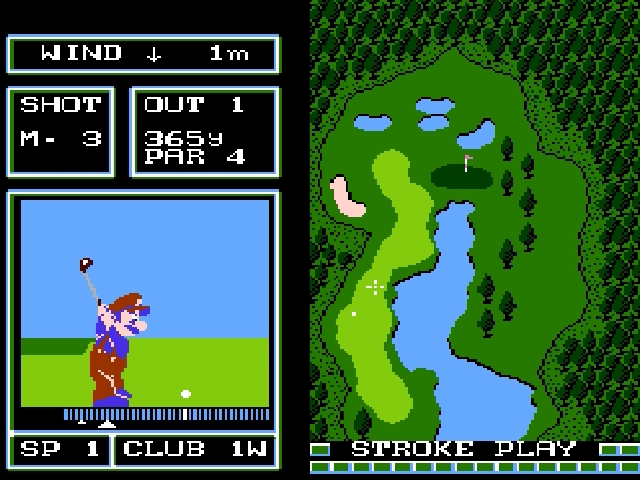 WIND ↓ 1m
SHOT
M- 3
OUT 1
365y
PAR 4
SP 1
CLUB 1W
STROKE PLAY